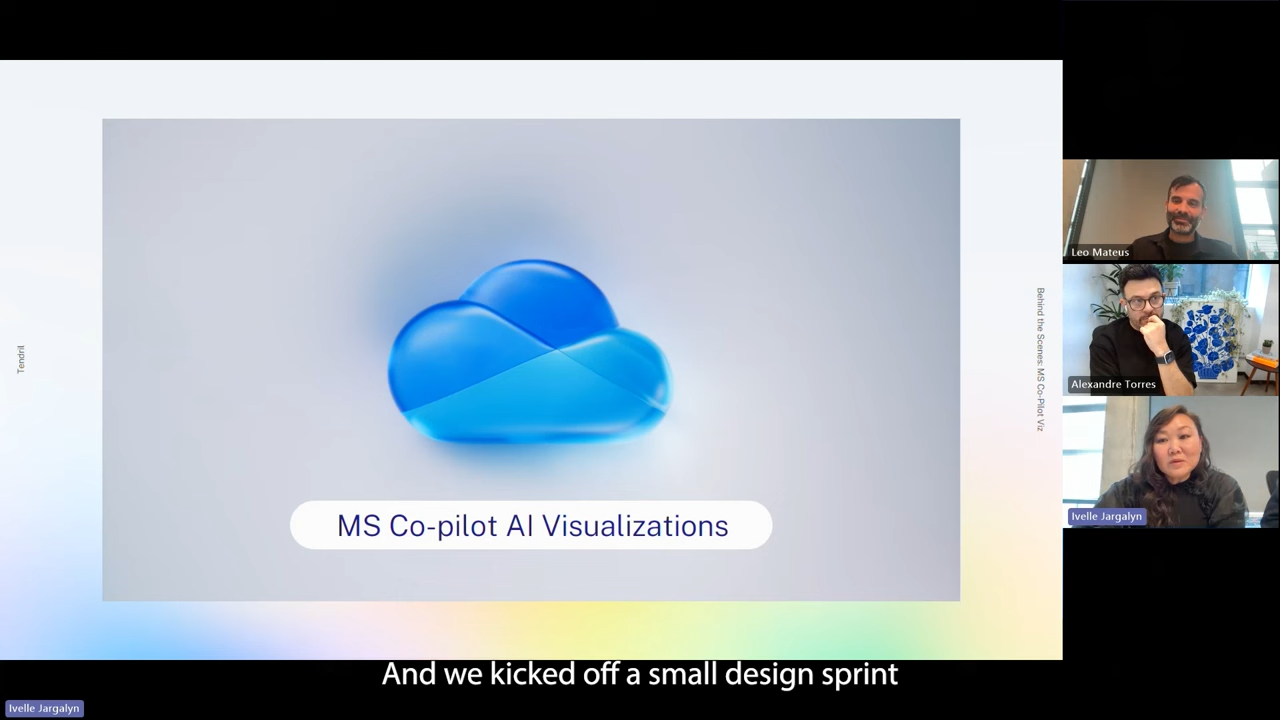 Tendril
MS Co-pilot AI Visualizations
Behind the Scenes: MS Co-Pilot Viz
Leo Mateus
Alexandre Torres
Ivelle Jargalyn
And we kicked off a small design sprint
Ivelle Jargalyn